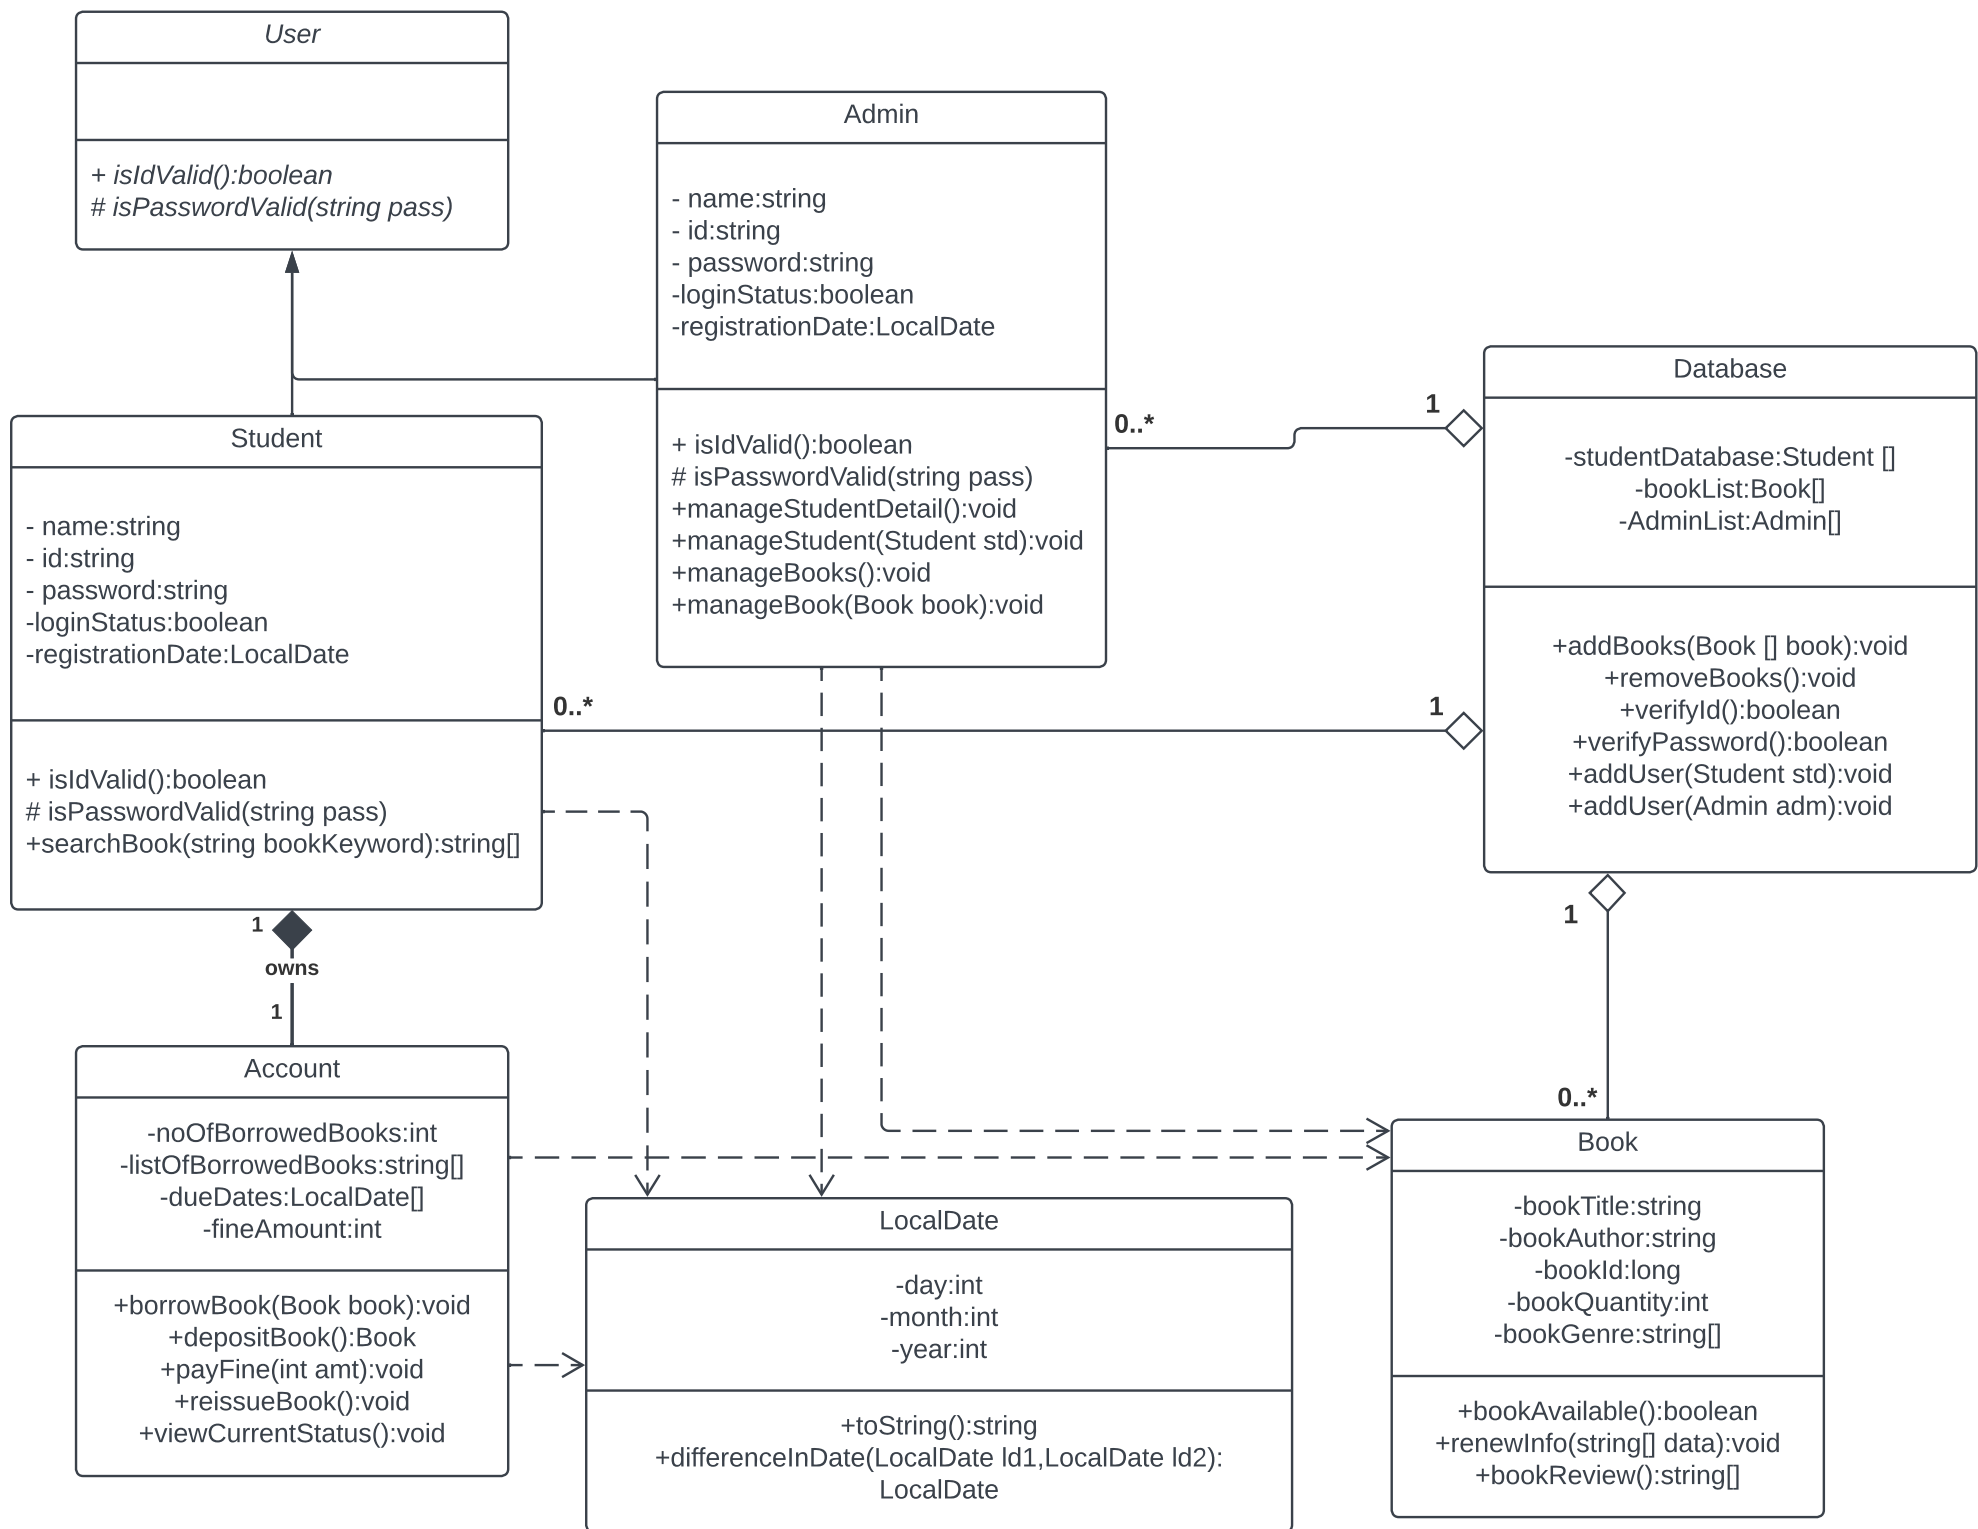 User
+ isIdValid():boolean
# isPasswordValid(string pass)
Admin
- name:string
- id:string
- password:string
-loginStatus:boolean
-registrationDate:LocalDate
+ isIdValid():boolean
# isPasswordValid(string pass)
+manageStudentDetail():void
+manageStudent(Student std):void
+manageBooks():void
+manageBook(Book book):void
0..*
1
Database
-studentDatabase:Student []
-bookList:Book[]
-AdminList:Admin[]
+addBooks(Book [] book):void
+removeBooks():void
+verifyId():boolean
+verifyPassword():boolean
+addUser(Student std):void
+addUser(Admin adm):void
Student
- name:string
- id:string
- password:string
-loginStatus:boolean
-registrationDate:LocalDate
+ isIdValid():boolean
# isPasswordValid(string pass)
+searchBook(string bookKeyword):string[]
0..*
1
1
owns
1
1
0..*
Account
-noOfBorrowedBooks:int
-listOfBorrowedBooks:string[]
-dueDates:LocalDate[]
-fineAmount:int
+borrowBook(Book book):void
+depositBook():Book
+payFine(int amt):void
+reissueBook():void
+viewCurrentStatus():void
LocalDate
-day:int
-month:int
-year:int
+toString():string
+differenceInDate(LocalDate ld1,LocalDate ld2):
LocalDate
Book
-bookTitle:string
-bookAuthor:string
-bookId:long
-bookQuantity:int
-bookGenre:string[]
+bookAvailable():boolean
+renewInfo(string[] data):void
+bookReview():string[]